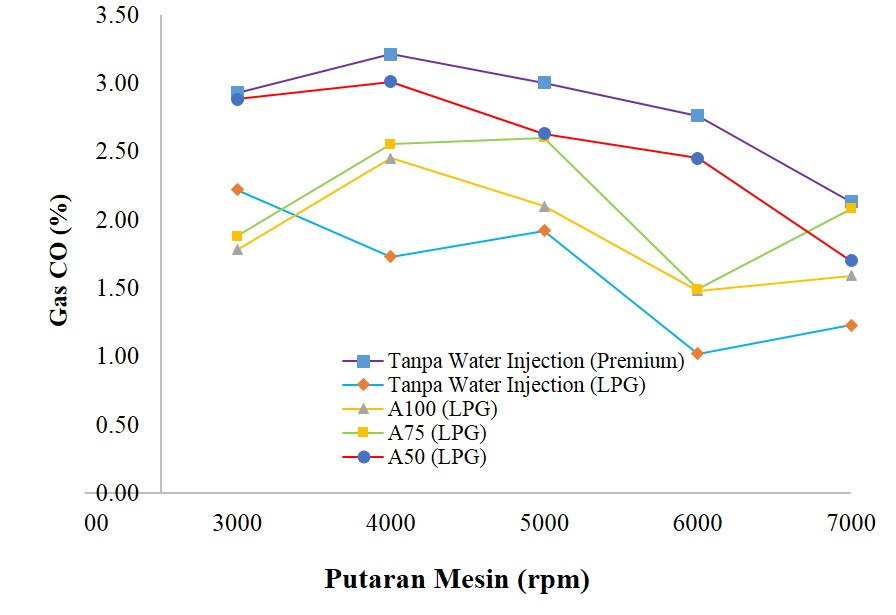 3.50
3.00
2.50
2.00
1.50
1.00
0.50
0.00
Gas CO (%)
Tanpa Water Injection (Premium)
Tanpa Water Injection (LPG)
A100 (LPG)
A75 (LPG)
A50 (LPG)
00 3000 4000 5000 6000 7000
Putaran Mesin (rpm)